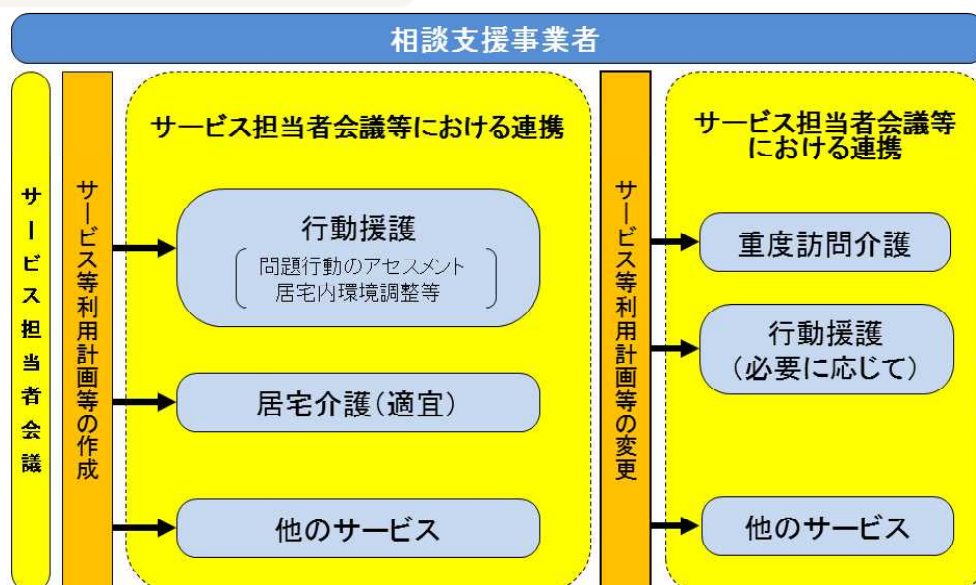 相談支援事業者
サービス担当者会議
サービス等利用計画等の作成
サービス担当者会議等における連携
行動援護
問題行動のアセスメント
居宅内環境調整等
居宅介護(適宜)
他のサービス
サービス等利用計画等の変更
サービス担当者会議等
における連携
重度訪問介護
行動援護
(必要に応じて)
他のサービス